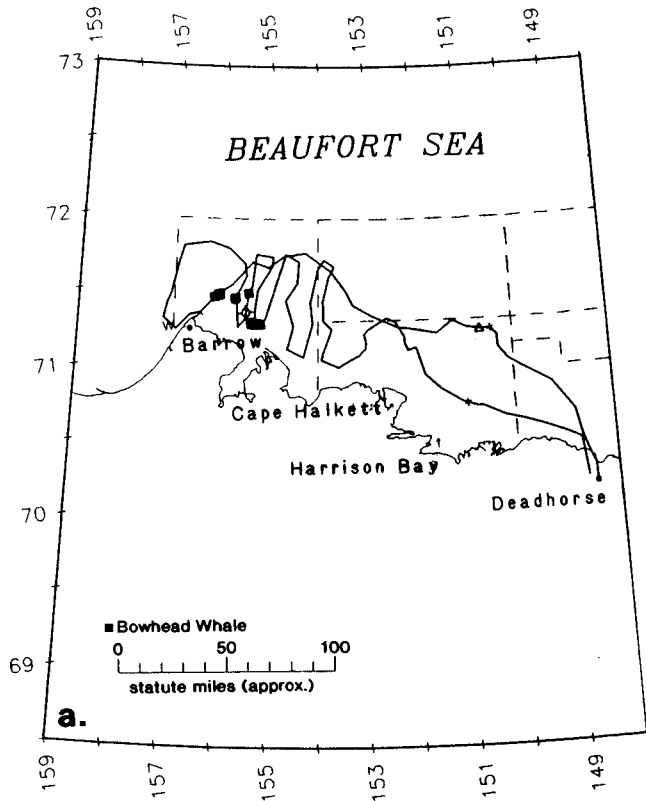 159 157 155 153 151 149
73
BEAUFORT SEA
72
Barrow
71
Cape Halkett
Harrison Bay
Deadhorse
70
■ Bowhead Whale
0 50 100
statute miles (approx.)
69
a.
159 157 155 153 151 149